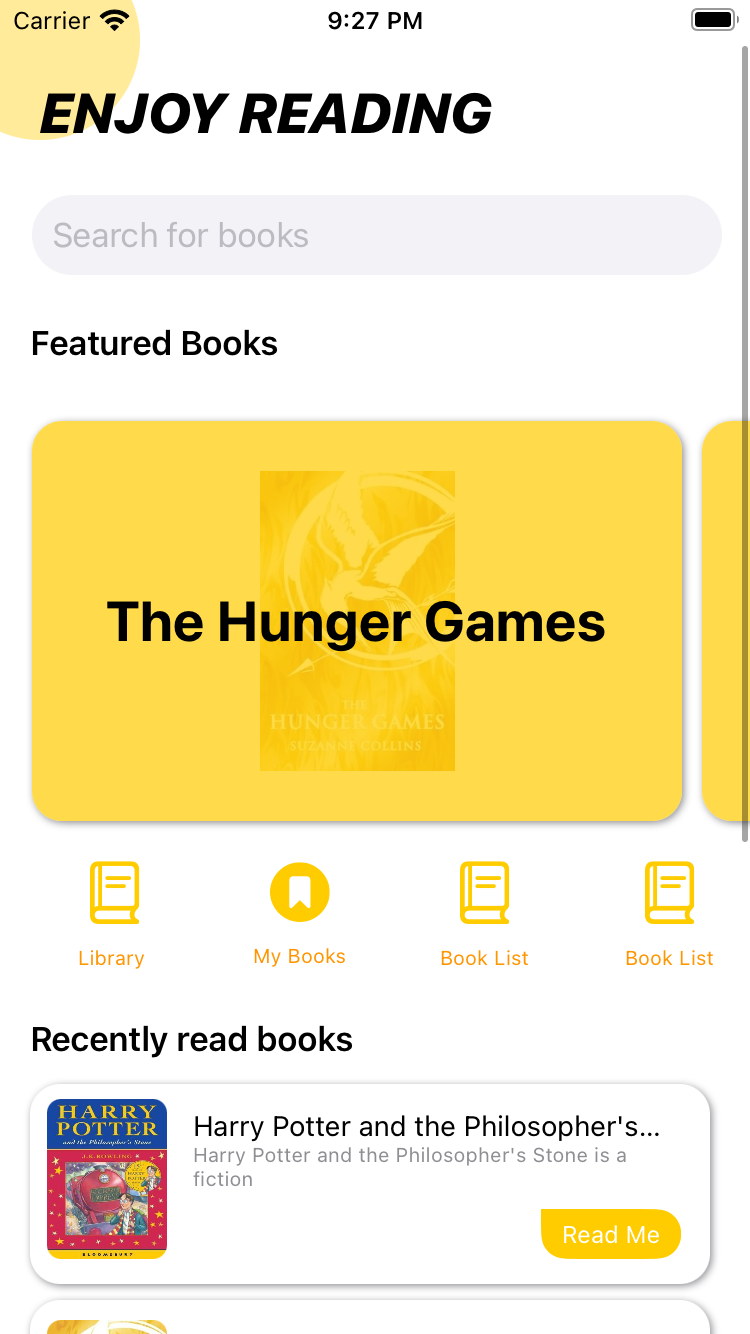 Carrier 9:27 PM
ENJOY READING
Search for books
Featured Books
The Hunger Games
THE
HUNGER GAMES
SUZANNE COLLINS
Library
My Books
Book List
Book List
Recently read books
HARRY
POTTER
and the Philosopher's Stone
J.K.ROWLING
Harry Potter and the Philosopher's...
Harry Potter and the Philosopher's Stone is a
fiction
BLOOMSBURY
Read Me